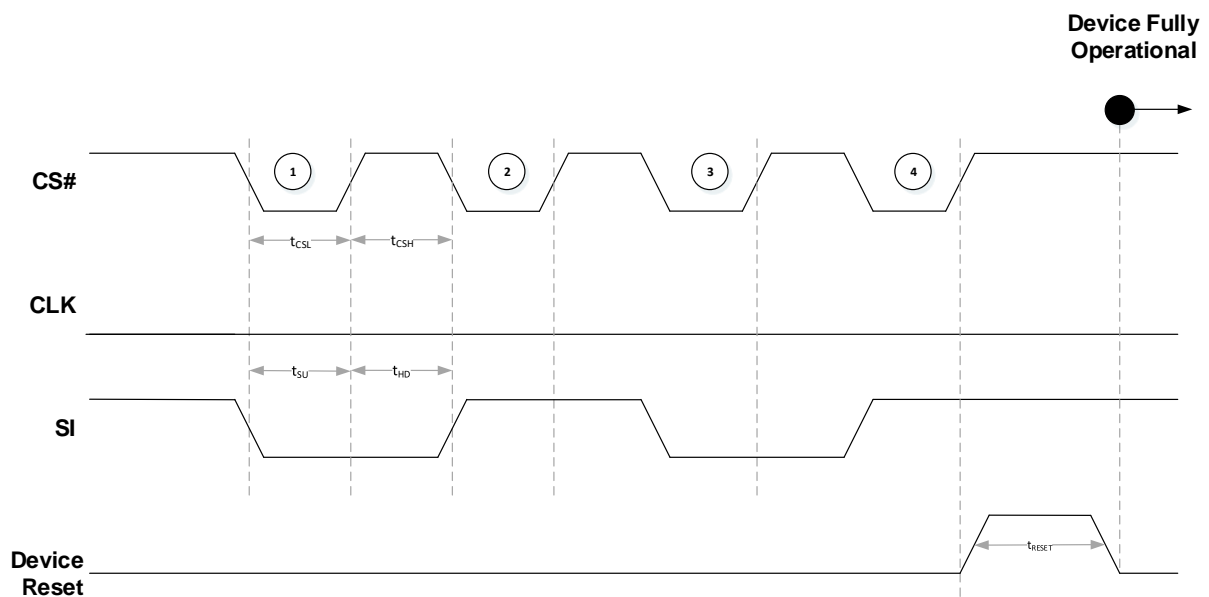 Device Fully
Operational
CS#
1
2
3
4
tCSL
tCSH
CLK
tSU
tHD
SI
Device
Reset
tRESET